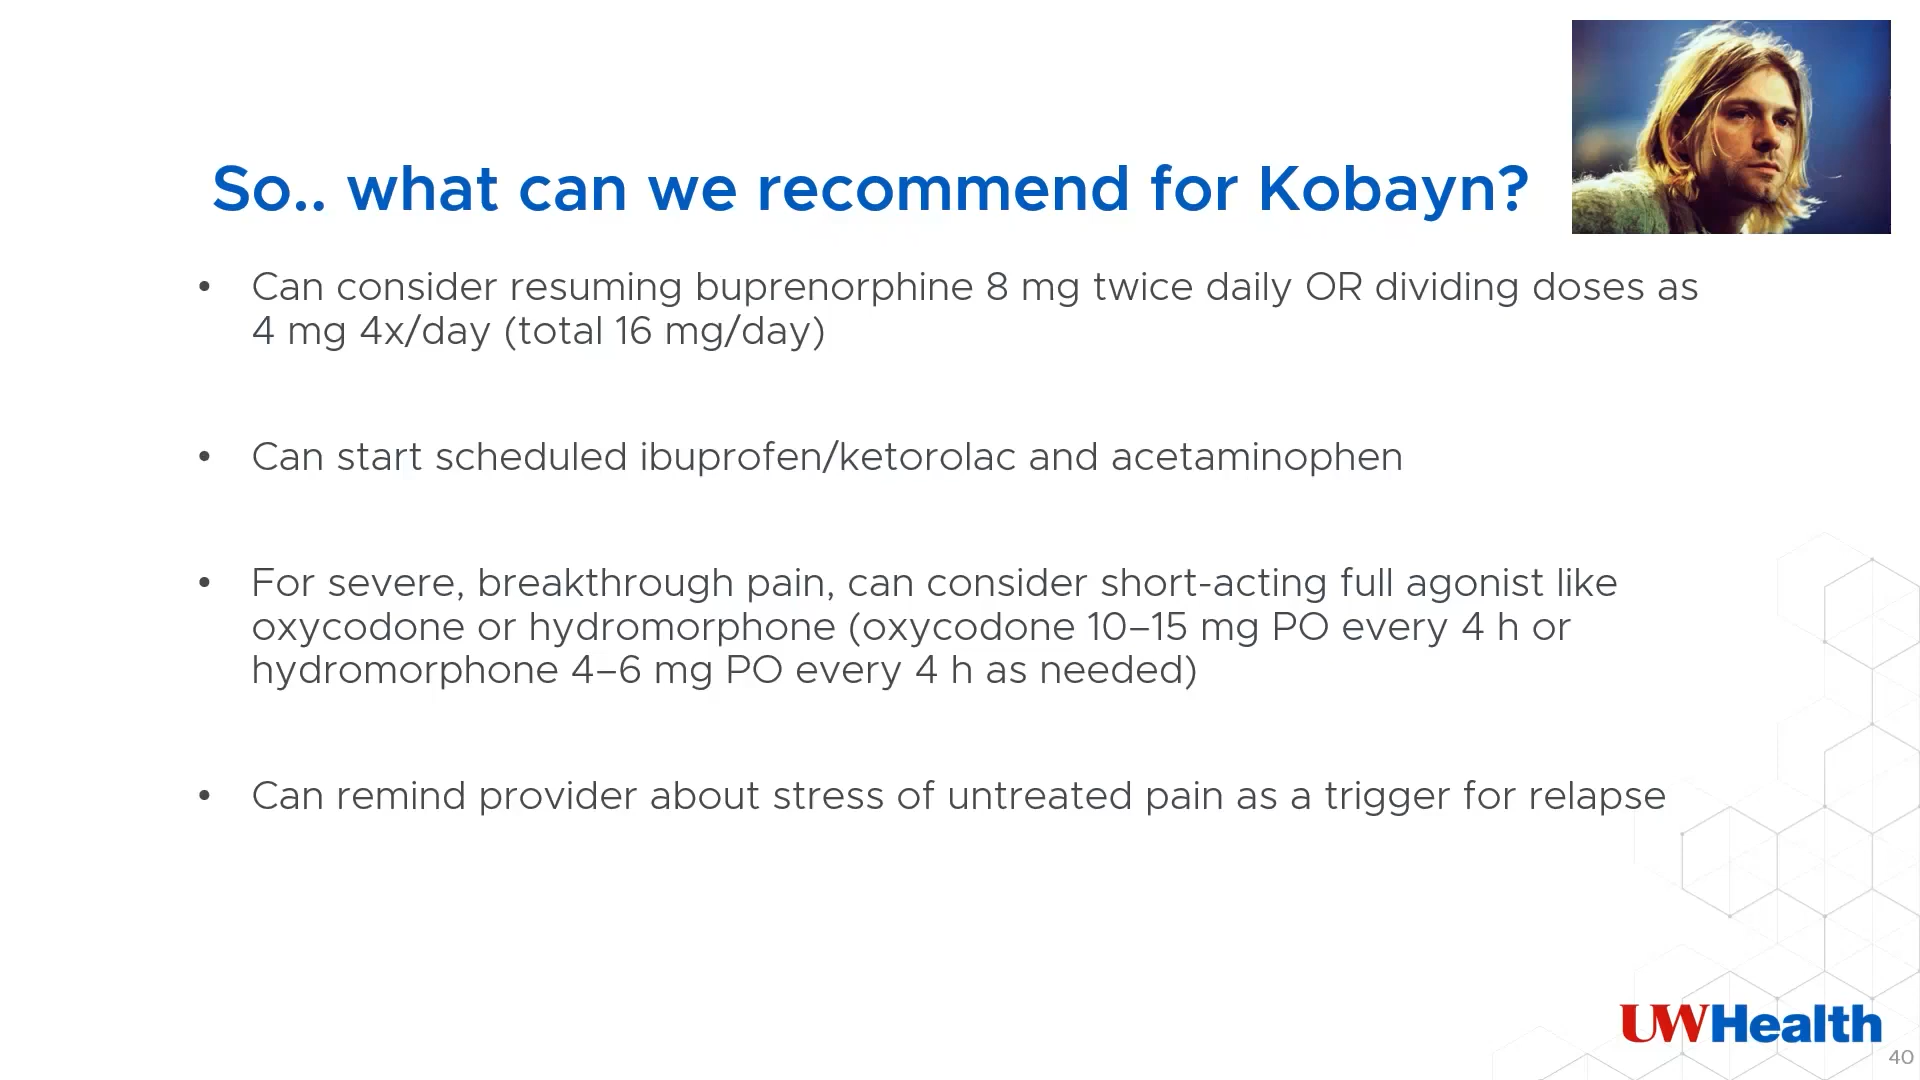 So.. what can we recommend for Kobayn?
• Can consider resuming buprenorphine 8 mg twice daily OR dividing doses as
4 mg 4x/day (total 16 mg/day)
• Can start scheduled ibuprofen/ketorolac and acetaminophen
• For severe, breakthrough pain, can consider short-acting full agonist like
oxycodone or hydromorphone (oxycodone 10–15 mg PO every 4 h or
hydromorphone 4–6 mg PO every 4 h as needed)
• Can remind provider about stress of untreated pain as a trigger for relapse
UWHealth
40